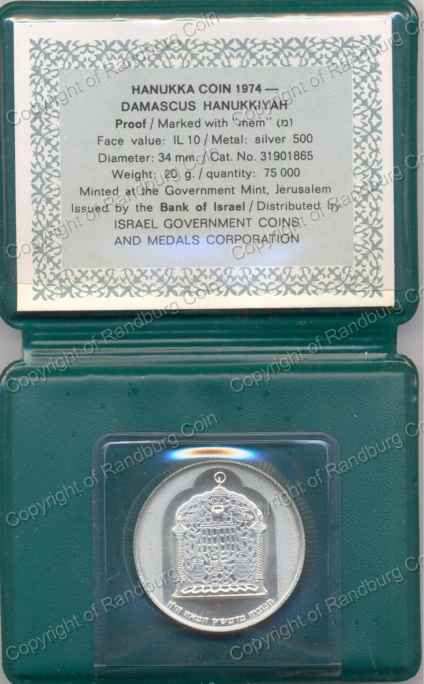 HANUKKA COIN 1974 —
DAMASCUS HANUKKIYAH
Proof / Marked with "mem" (מ)
Face value: IL 10 / Metal: silver 500
Diameter: 34 mm. / Cat. No. 31901865
Weight: 20 g. / quantity: 75 000
Minted at the Government Mint, Jerusalem
Issued by the Bank of Israel / Distributed by
ISRAEL GOVERNMENT COINS
AND MEDALS CORPORATION
Copyright of Randburg Coin